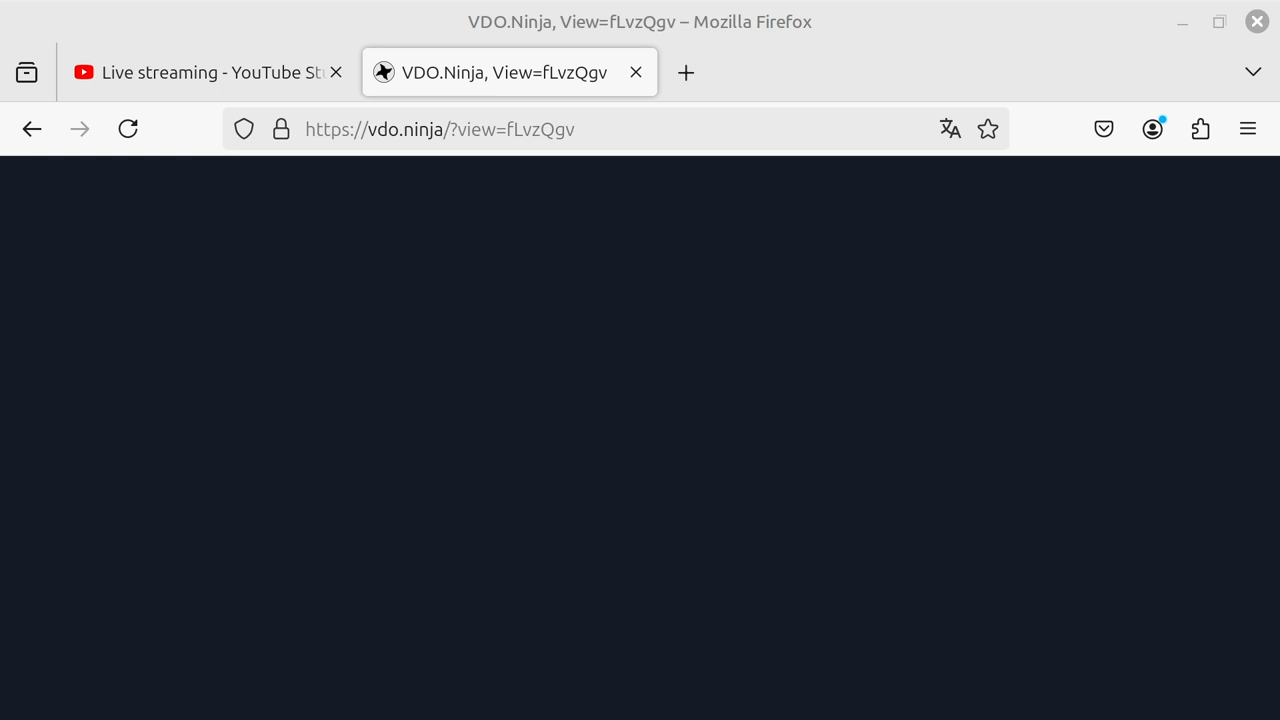 VDO.Ninja, View=fLvzQgv – Mozilla Firefox
Live streaming - YouTube St
VDO.Ninja, View=fLvzQgv
https://vdo.ninja/?view=fLvzQgv